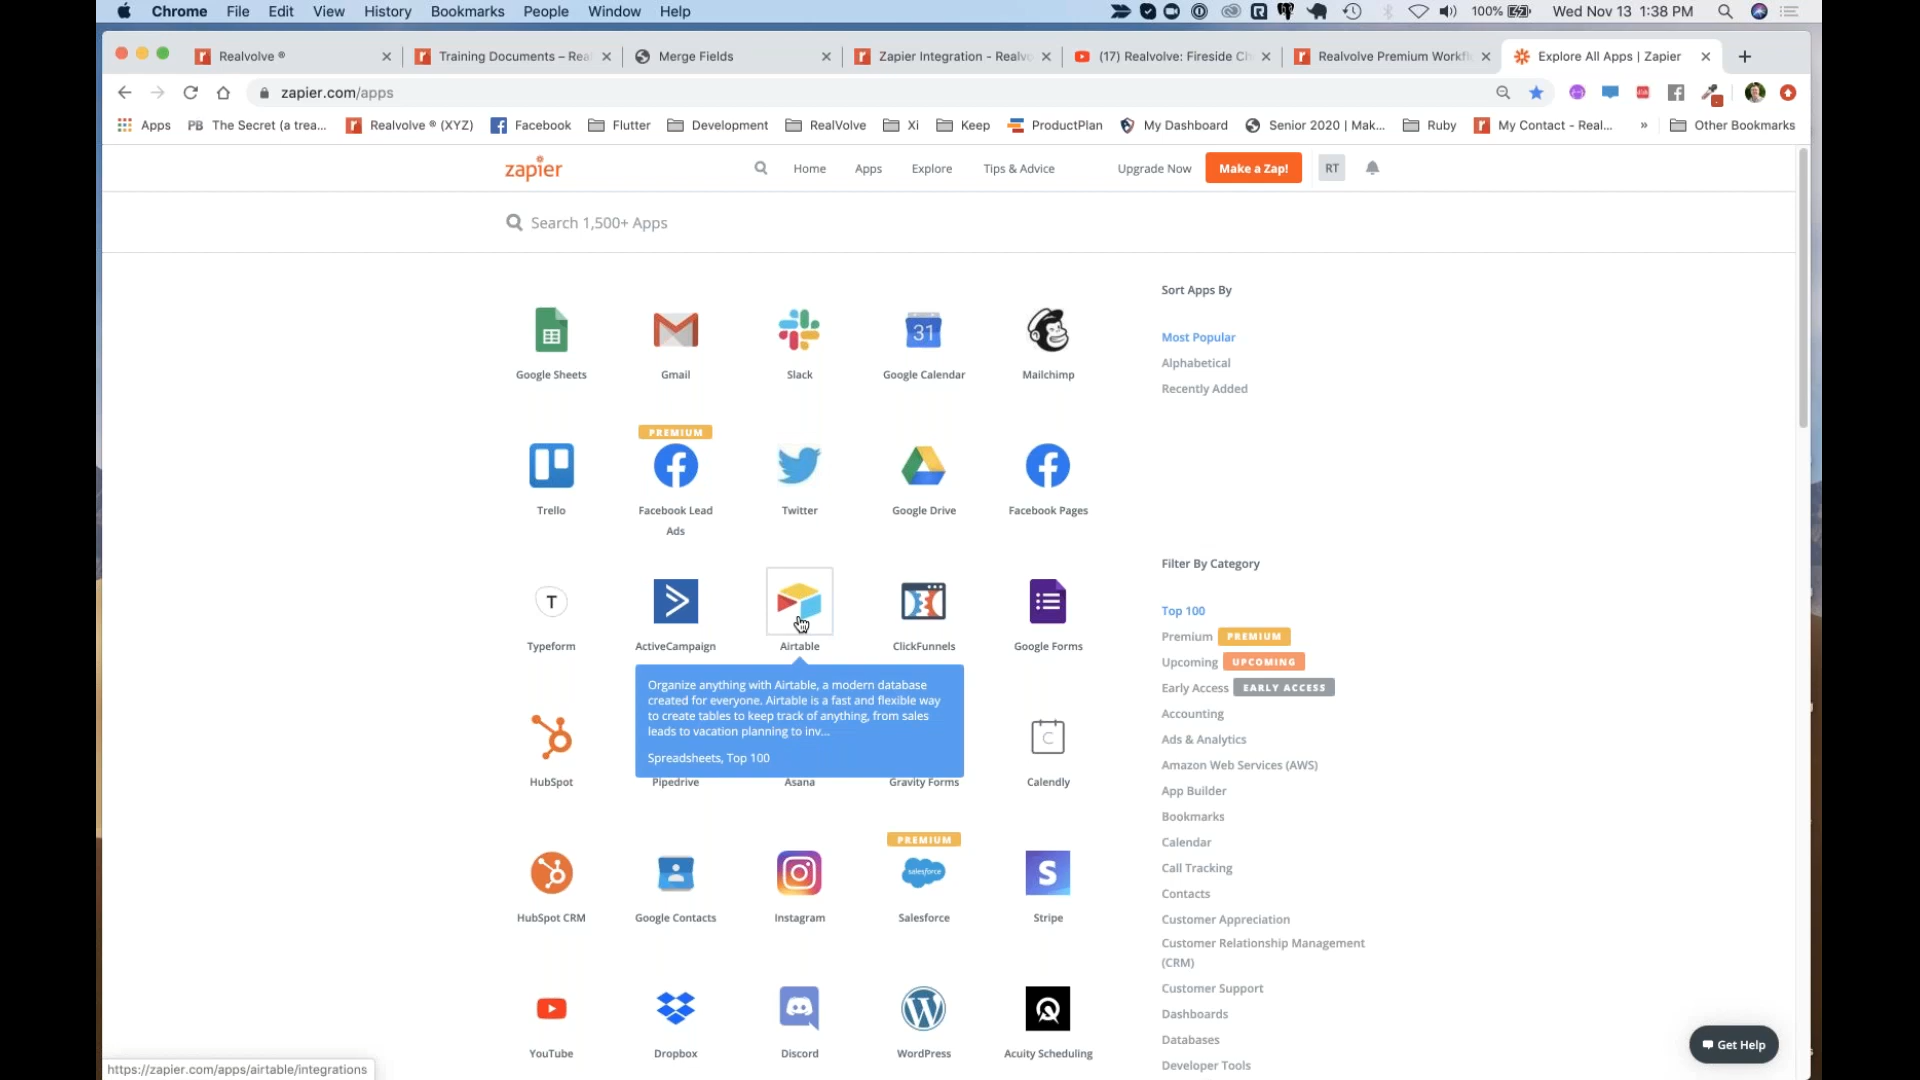 Chrome File Edit View History Bookmarks People Window Help 100% Wed Nov 13 1:38 PM
Realvolve ® Training Documents – Rea Merge Fields Zapier Integration - Realvo (17) Realvolve: Fireside Ch Realvolve Premium Workfl Explore All Apps | Zapier
zapier.com/apps
Apps PB The Secret (a trea... Realvolve ® (XYZ) Facebook Flutter Development RealVolve Xi Keep ProductPlan My Dashboard Senior 2020 | Mak... Ruby My Contact - Real... » Other Bookmarks
zapier Home Apps Explore Tips & Advice Upgrade Now Make a Zap! RT
Search 1,500+ Apps
Sort Apps By
31
Most Popular
Alphabetical
Google Sheets Gmail Slack Google Calendar Mailchimp
Recently Added
PREMIUM
Trello Facebook Lead Ads Twitter Google Drive Facebook Pages
Filter By Category
T
Top 100
Premium PREMIUM
Typeform ActiveCampaign Airtable ClickFunnels Google Forms
Upcoming UPCOMING
Early Access EARLY ACCESS
Organize anything with Airtable, a modern database
created for everyone. Airtable is a fast and flexible way
to create tables to keep track of anything, from sales
leads to vacation planning to inv...
Spreadsheets, Top 100
Accounting
Ads & Analytics
C
Amazon Web Services (AWS)
HubSpot Pipedrive Asana Gravity Forms Calendly
App Builder
Bookmarks
PREMIUM
Calendar
Call Tracking
salesforce
S
Contacts
HubSpot CRM Google Contacts Instagram Salesforce Stripe
Customer Appreciation
Customer Relationship Management
(CRM)
Customer Support
Dashboards
Databases
YouTube Dropbox Discord WordPress Acuity Scheduling
Developer Tools
Get Help
https://zapier.com/apps/airtable/integrations